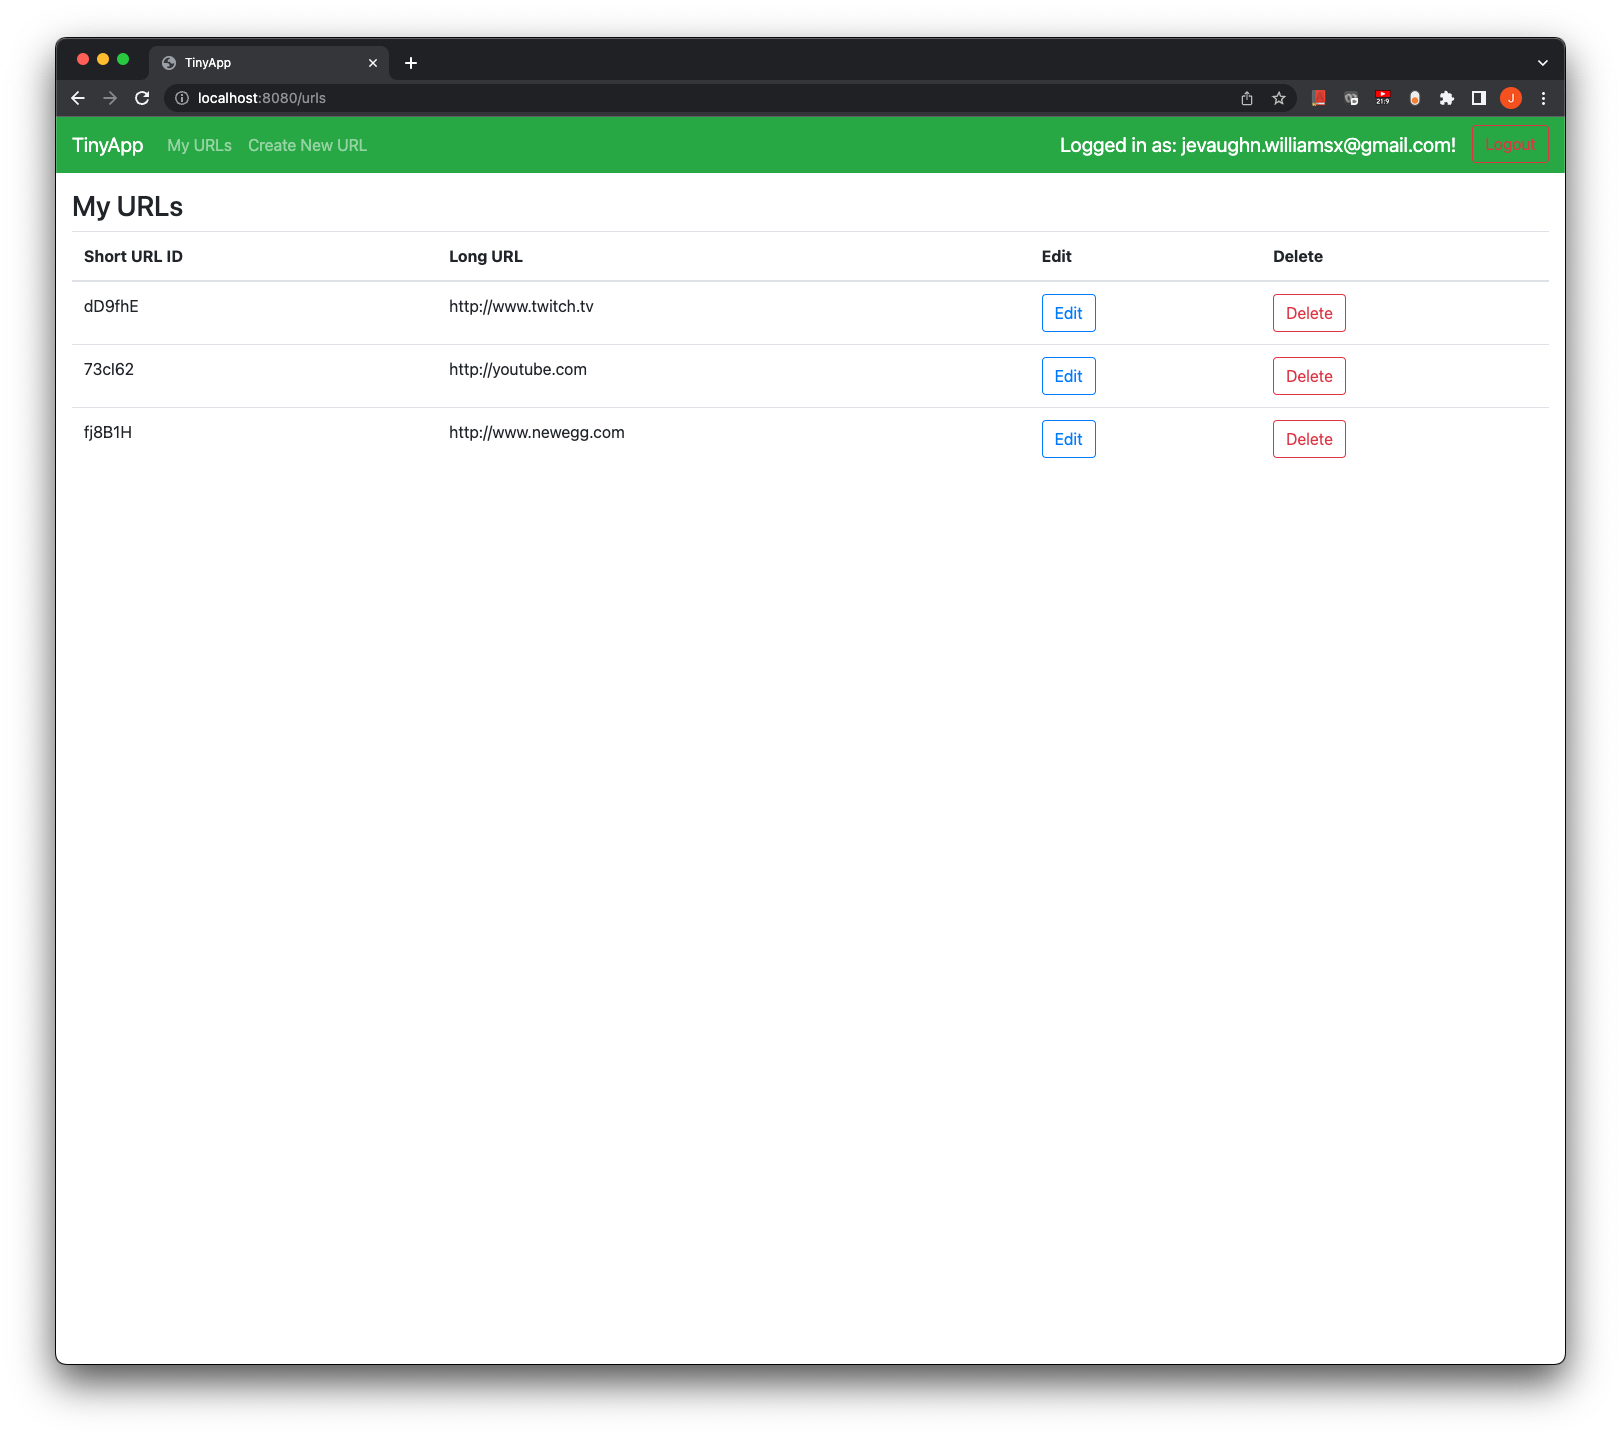 TinyApp
localhost:8080/urls
21:9
J
TinyApp My URLs Create New URL Logged in as: jevaughn.williamsx@gmail.com! Logout
My URLs
Short URL ID Long URL Edit Delete
dD9fhE http://www.twitch.tv Edit Delete
73cl62 http://youtube.com Edit Delete
fj8B1H http://www.newegg.com Edit Delete